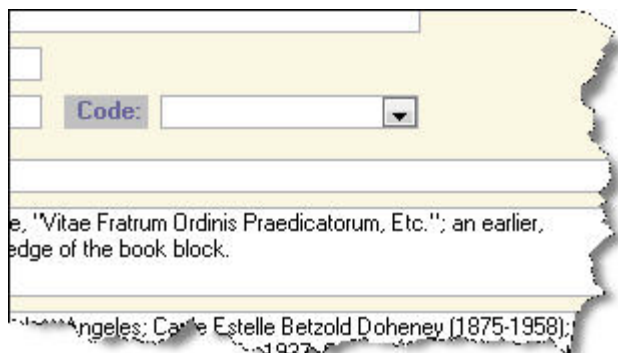 Code:
e, "Vitae Fratrum Ordinis Praedicatorum, Etc."; an earlier,
edge of the book block.
Angeles; Carrie Estelle Betzold Doheney (1875-1958);
1937